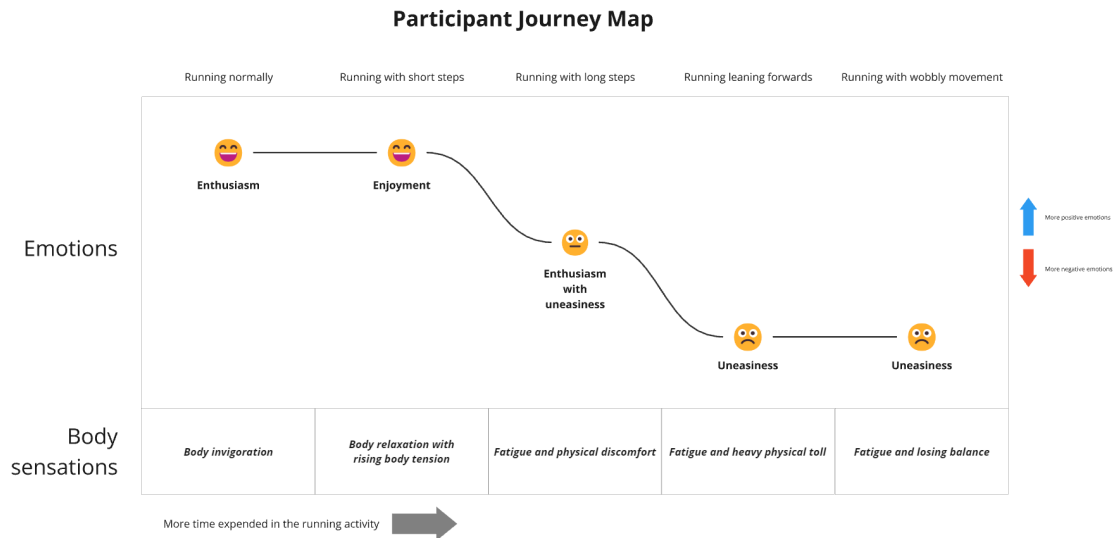 Participant Journey Map
Running normally
Running with short steps
Running with long steps
Running leaning forwards
Running with wobbly movement
Emotions
Enthusiasm
Enjoyment
Enthusiasm
with
uneasiness
Uneasiness
Uneasiness
More positive emotions
More negative emotions
Body
sensations
Body invigoration
Body relaxation with
rising body tension
Fatigue and physical discomfort
Fatigue and heavy physical toll
Fatigue and losing balance
More time expended in the running activity